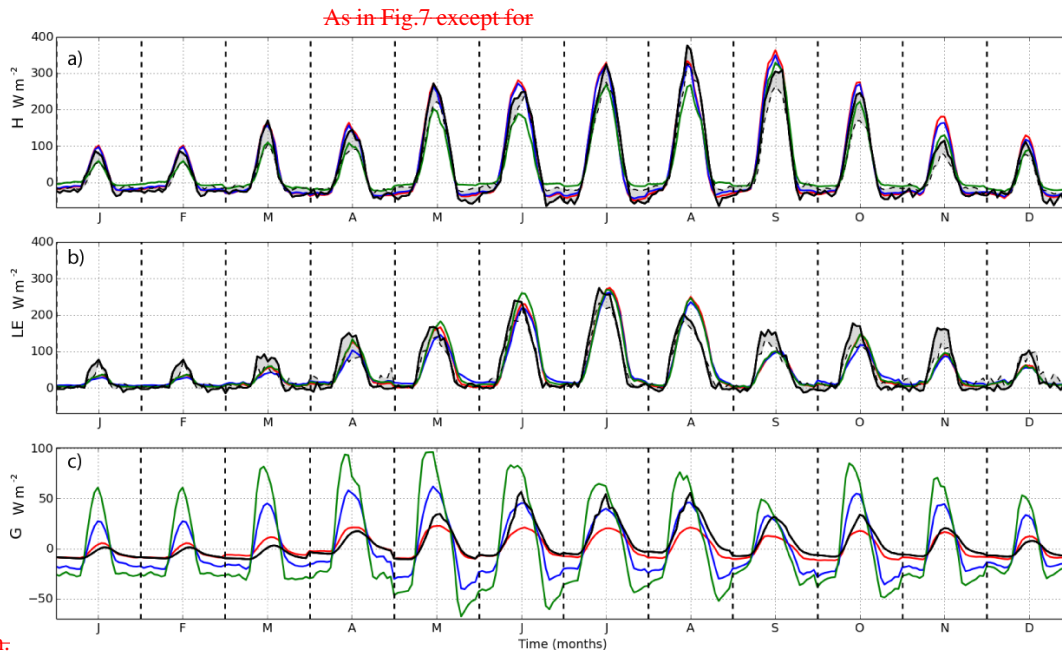 As in Fig.7 except for
a)
H W m⁻²
400
300
200
100
0
J F M A M J J A S O N D
b)
LE W m⁻²
400
300
200
100
0
J F M A M J J A S O N D
c)
G W m⁻²
100
50
0
−50
J F M A M J J A S O N D
Time (months)